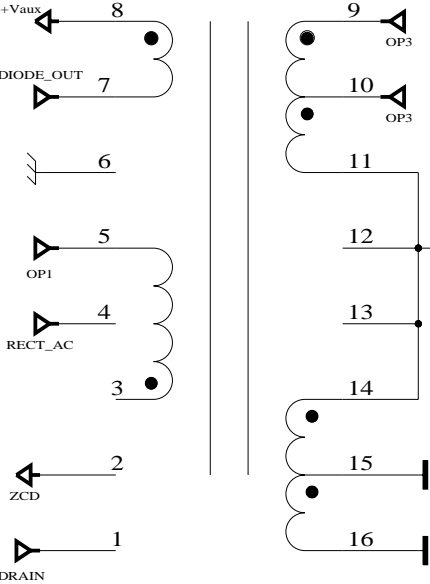 +Vaux 8 9
OP3
DIODE_OUT 7 10
OP3
6 11
5 12
OP1
4 13
RECT_AC
3 14
2 15
ZCD
1 16
DRAIN